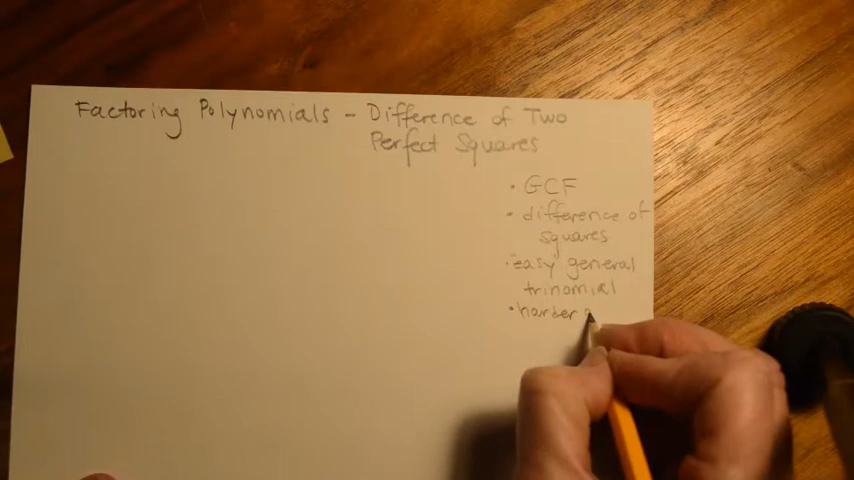 Factoring Polynomials - Difference of Two
Perfect Squares
• GCF
• difference of
squares
• easy general
trinomial
• harder